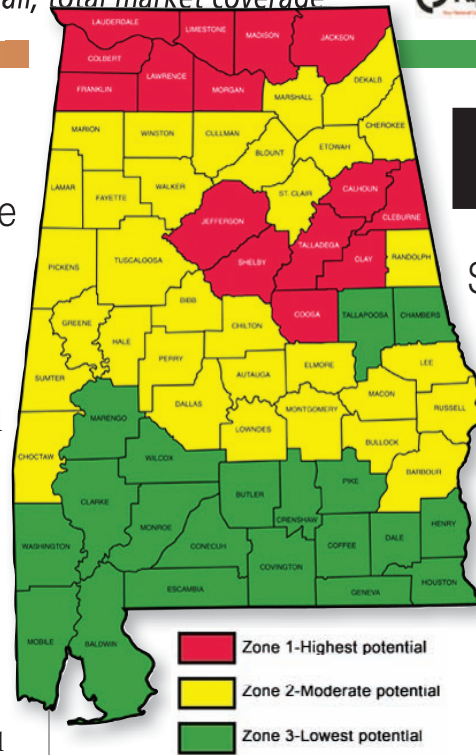 all, total market coverage
LAUDERDALE
LIMESTONE
MADISON
JACKSON
COLBERT
LAWRENCE
FRANKLIN
MORGAN
MARSHALL
DEKALB
CHEROKEE
MARION
WINSTON
CULLMAN
BLOUNT
ETOWAH
LAMAR
FAYETTE
WALKER
ST. CLAIR
CALHOUN
CLEBURNE
JEFFERSON
TALLADEGA
PICKENS
TUSCALOOSA
SHELBY
CLAY
RANDOLPH
BIBB
GREENE
HALE
PERRY
CHILTON
COOSA
TALLAPOOSA
CHAMBERS
SUMTER
AUTAUGA
ELMORE
LEE
DALLAS
MONTGOMERY
MACON
RUSSELL
MARENGO
LOWNDES
BULLOCK
CHOCTAW
WILCOX
BARBOUR
CLARKE
BUTLER
PIKE
CRENSHAW
HENRY
WASHINGTON
MONROE
CONECUH
COFFEE
DALE
COVINGTON
ESCAMBIA
GENEVA
HOUSTON
MOBILE
BALDWIN
Zone 1-Highest potential
Zone 2-Moderate potential
Zone 3-Lowest potential